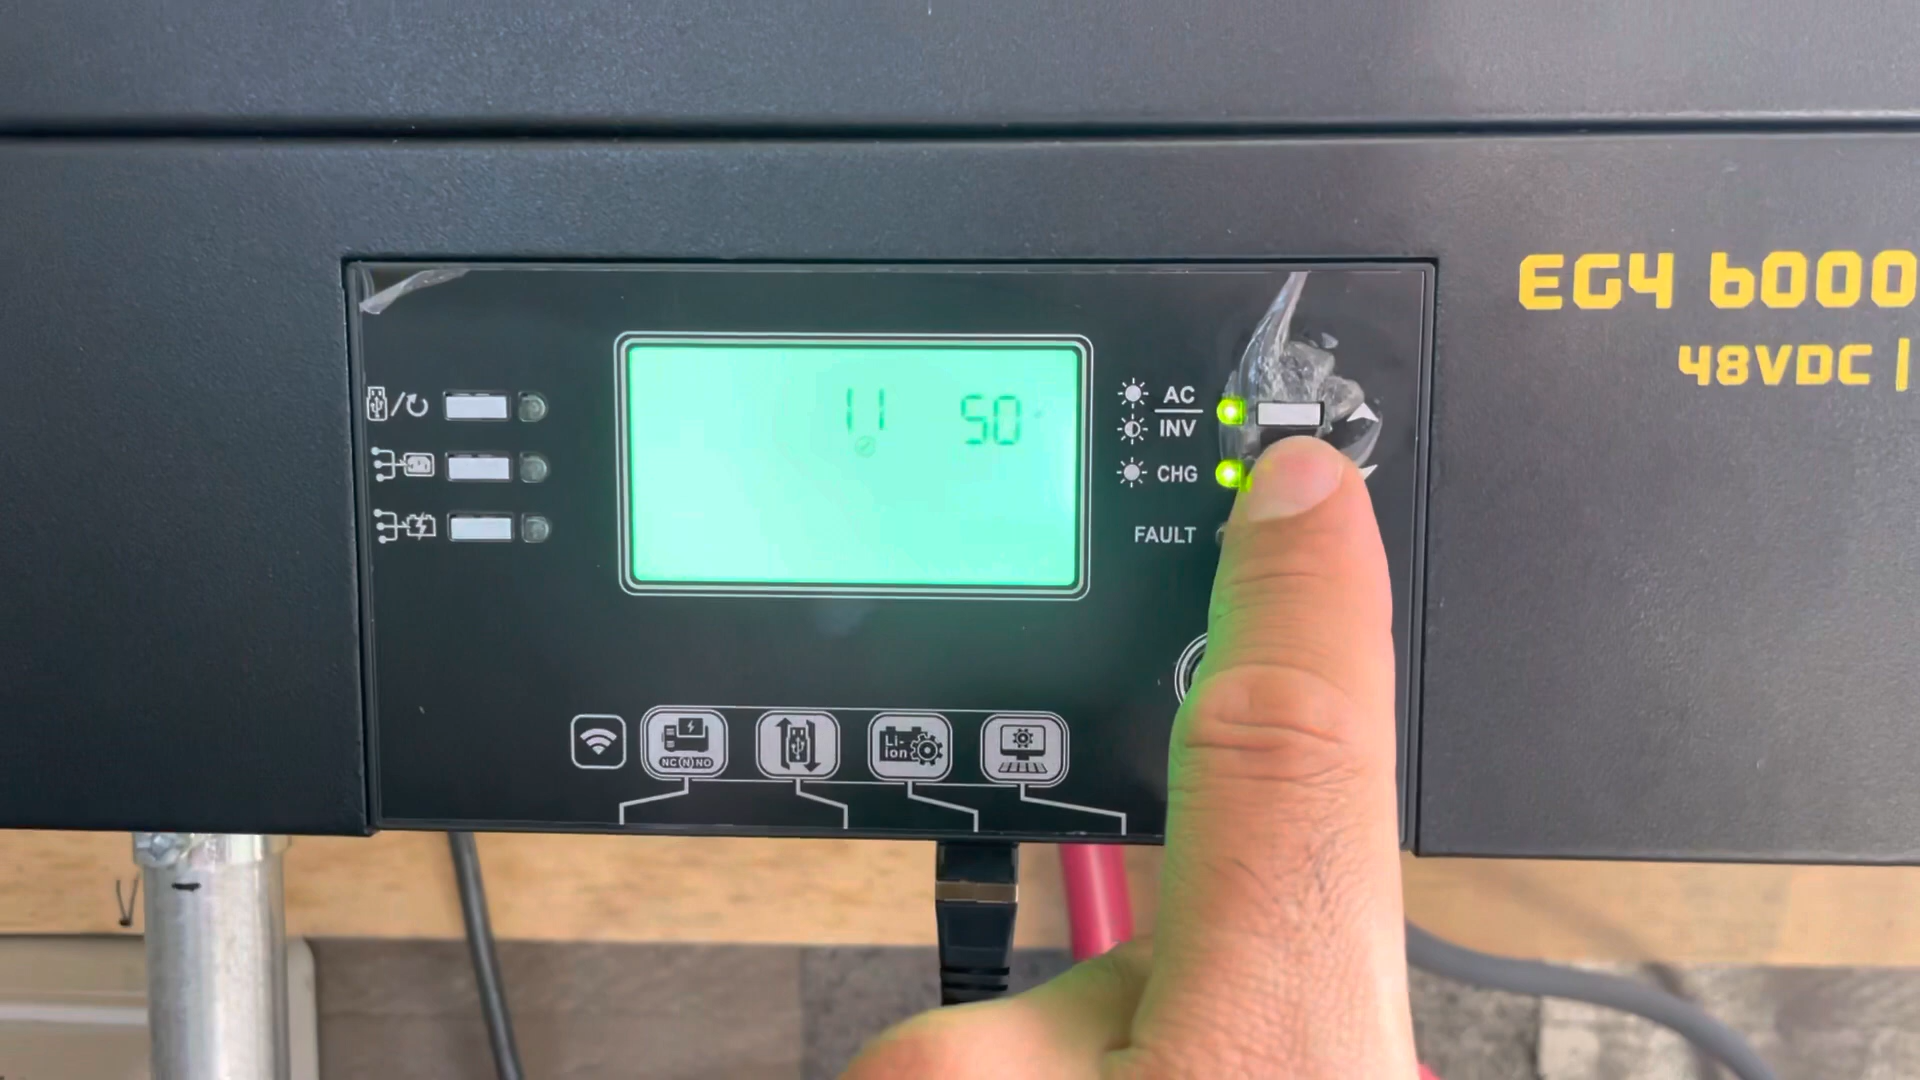 EG4 6000
48VDC |
11 50
AC
INV
CHG
FAULT
NC N NO
Li-
ion